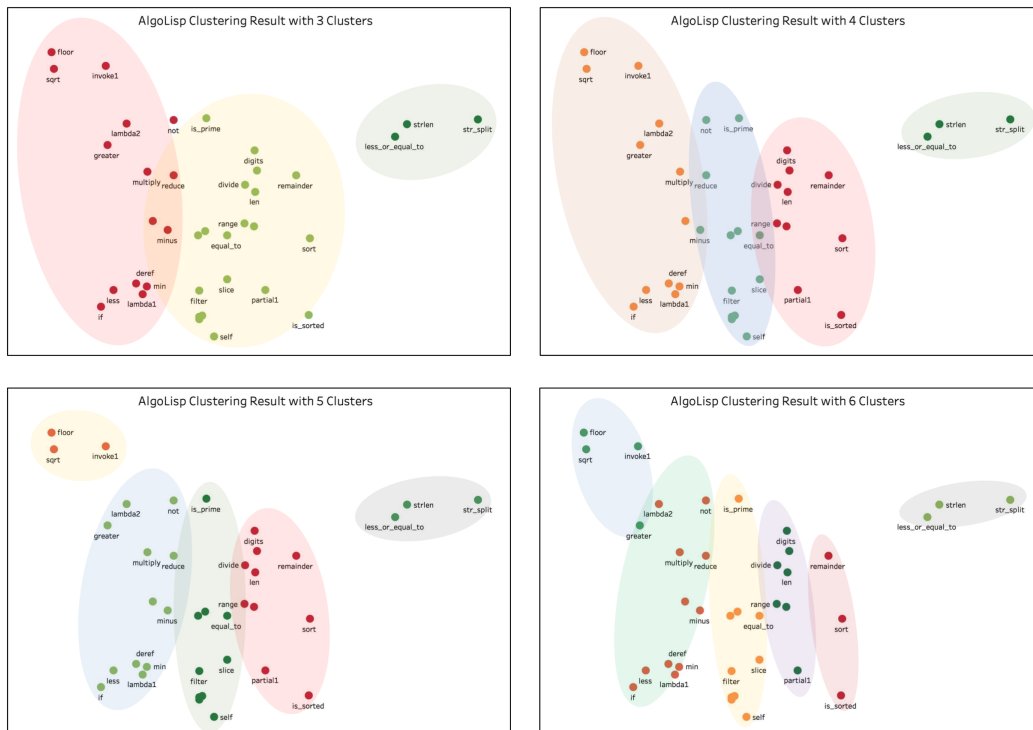 AlgoLisp Clustering Result with 3 Clusters
floor
sqrt
invoke1
lambda2
not
is_prime
greater
strlen
str_split
less_or_equal_to
digits
multiply
reduce
divide
remainder
len
range
minus
equal_to
sort
deref
min
less
lambda1
slice
filter
partial1
if
is_sorted
self
AlgoLisp Clustering Result with 4 Clusters
floor
sqrt
invoke1
lambda2
not
is_prime
greater
strlen
str_split
less_or_equal_to
digits
multiply
reduce
divide
remainder
len
range
minus
equal_to
sort
deref
min
less
lambda1
slice
filter
partial1
if
is_sorted
self
AlgoLisp Clustering Result with 5 Clusters
floor
sqrt
invoke1
lambda2
not
is_prime
greater
strlen
str_split
less_or_equal_to
digits
multiply
reduce
divide
remainder
len
range
minus
equal_to
sort
deref
min
less
lambda1
slice
filter
partial1
if
is_sorted
self
AlgoLisp Clustering Result with 6 Clusters
floor
sqrt
invoke1
lambda2
not
is_prime
greater
strlen
str_split
less_or_equal_to
digits
multiply
reduce
divide
remainder
len
range
minus
equal_to
sort
deref
min
less
lambda1
slice
filter
partial1
if
is_sorted
self